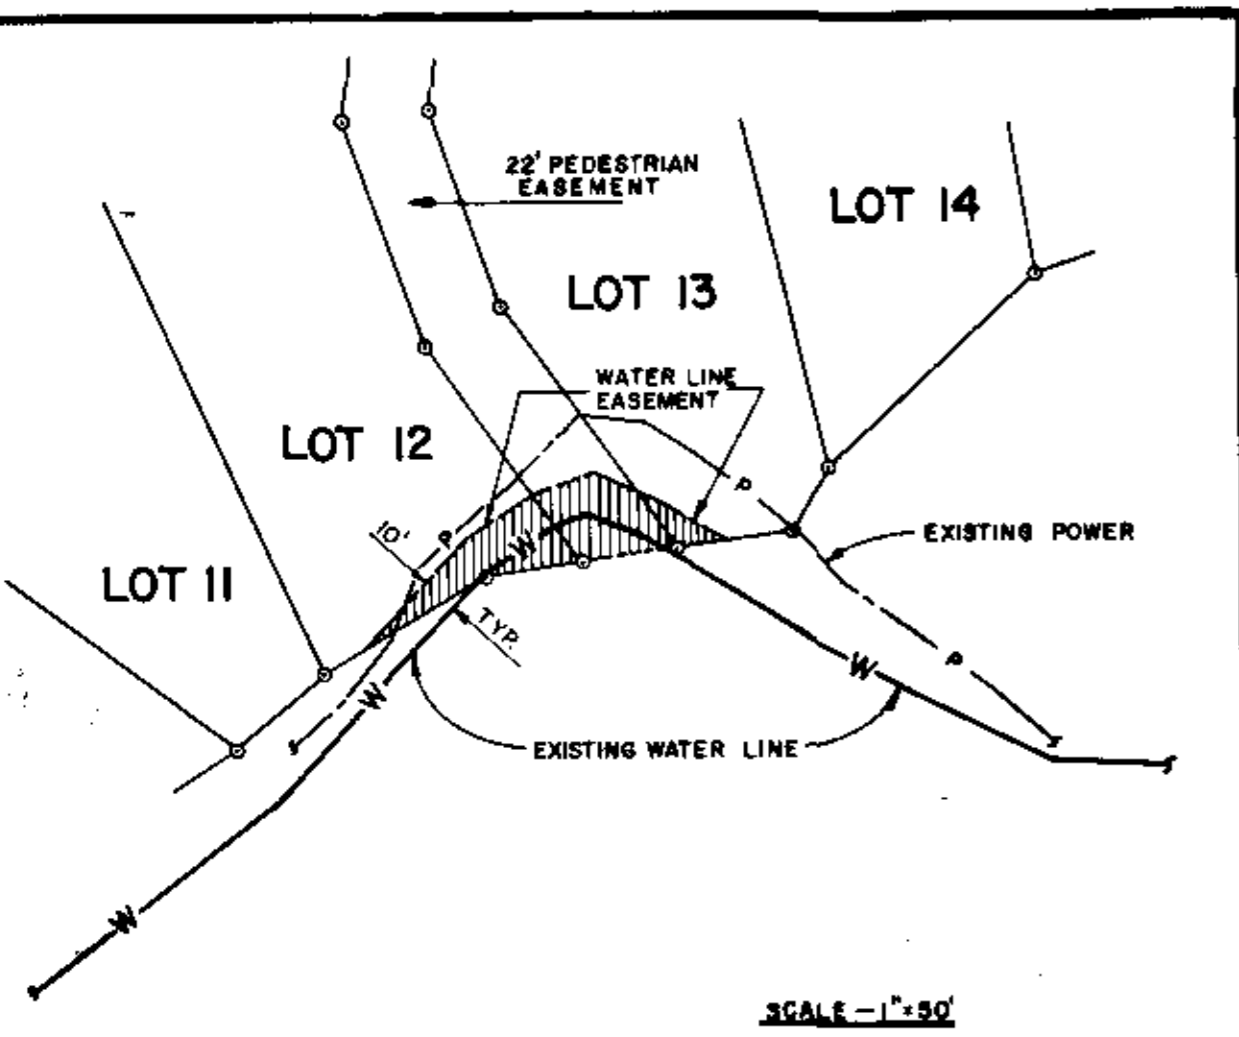 22' PEDESTRIAN
EASEMENT
LOT 14
LOT 13
WATER LINE
EASEMENT
LOT 12
P
10'
P
W
EXISTING POWER
LOT 11
TYP.
P
W
W
EXISTING WATER LINE
W
SCALE - 1"=50'